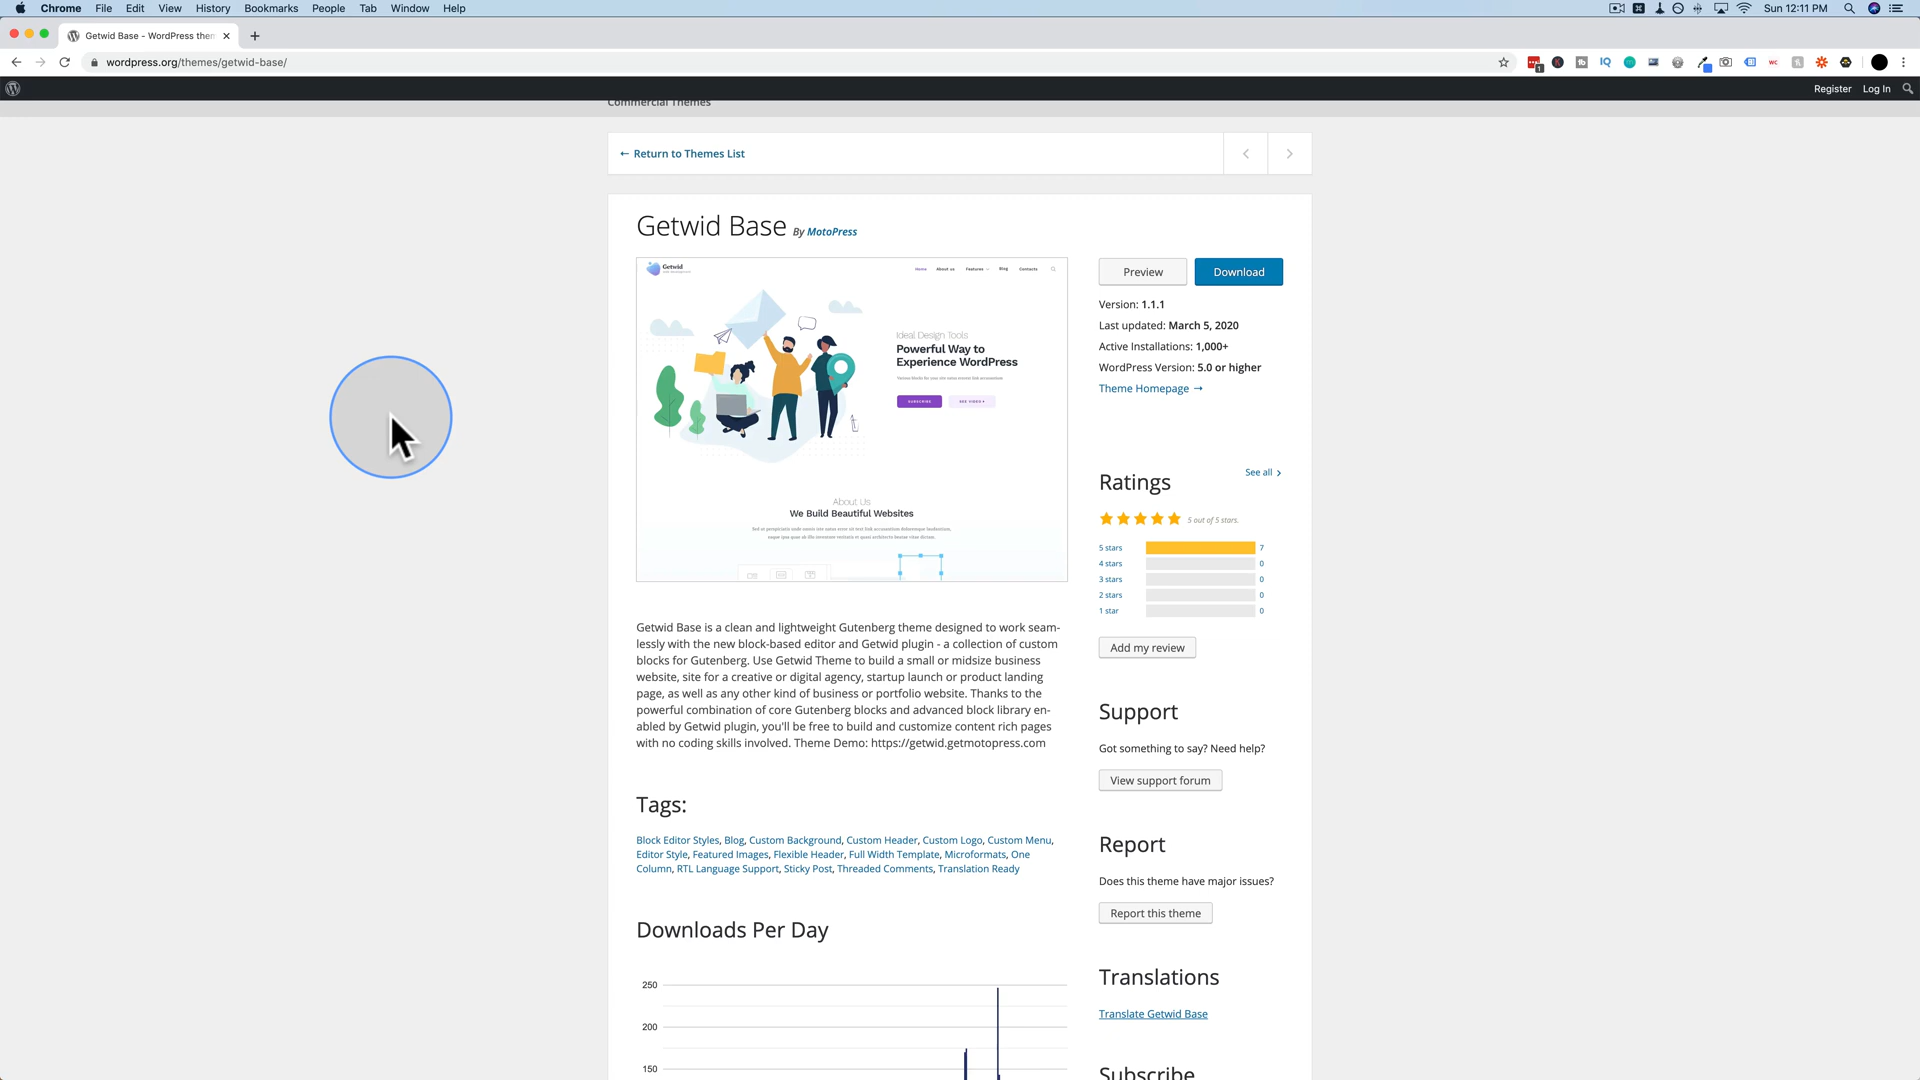 Chrome File Edit View History Bookmarks People Tab Window Help
Sun 12:11 PM
Getwid Base - WordPress them
wordpress.org/themes/getwid-base/
Register Log In
Commercial Themes
← Return to Themes List
Getwid Base By MotoPress
Getwid
Home About us Features Blog Contacts
Ideal Design Tools
Powerful Way to
Experience WordPress
SUBSCRIBE SEE VIDEO
About Us
We Build Beautiful Websites
Preview Download
Version: 1.1.1
Last updated: March 5, 2020
Active Installations: 1,000+
WordPress Version: 5.0 or higher
Theme Homepage →
Ratings
See all >
5 out of 5 stars.
5 stars 7
4 stars 0
3 stars 0
2 stars 0
1 star 0
Add my review
Getwid Base is a clean and lightweight Gutenberg theme designed to work seam-
lessly with the new block-based editor and Getwid plugin - a collection of custom
blocks for Gutenberg. Use Getwid Theme to build a small or midsize business
website, site for a creative or digital agency, startup launch or product landing
page, as well as any other kind of business or portfolio website. Thanks to the
powerful combination of core Gutenberg blocks and advanced block library en-
abled by Getwid plugin, you'll be free to build and customize content rich pages
with no coding skills involved. Theme Demo: https://getwid.getmotopress.com
Support
Got something to say? Need help?
View support forum
Tags:
Block Editor Styles, Blog, Custom Background, Custom Header, Custom Logo, Custom Menu,
Editor Style, Featured Images, Flexible Header, Full Width Template, Microformats, One
Column, RTL Language Support, Sticky Post, Threaded Comments, Translation Ready
Report
Does this theme have major issues?
Report this theme
Downloads Per Day
250
200
150
Translations
Translate Getwid Base
Subscribe